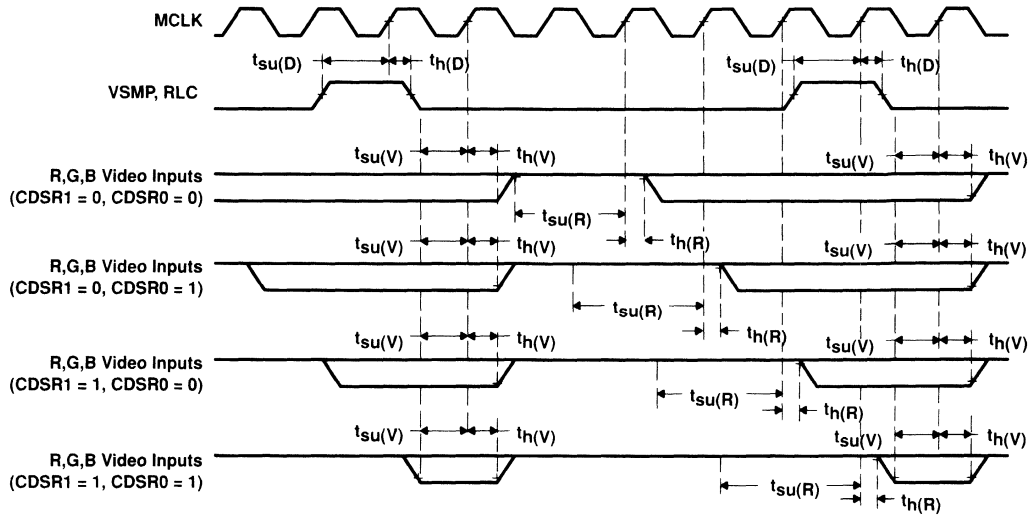 MCLK
tsu(D) th(D) tsu(D) th(D)
VSMP, RLC
tsu(V) th(V) tsu(V) th(V)
R,G,B Video Inputs
(CDSR1 = 0, CDSR0 = 0)
tsu(R)
th(R)
tsu(V) th(V) tsu(V) th(V)
R,G,B Video Inputs
(CDSR1 = 0, CDSR0 = 1)
tsu(R)
th(R)
tsu(V) th(V) tsu(V) th(V)
R,G,B Video Inputs
(CDSR1 = 1, CDSR0 = 0)
tsu(R)
th(R)
tsu(V) th(V) tsu(V) th(V)
R,G,B Video Inputs
(CDSR1 = 1, CDSR0 = 1)
tsu(R)
th(R)